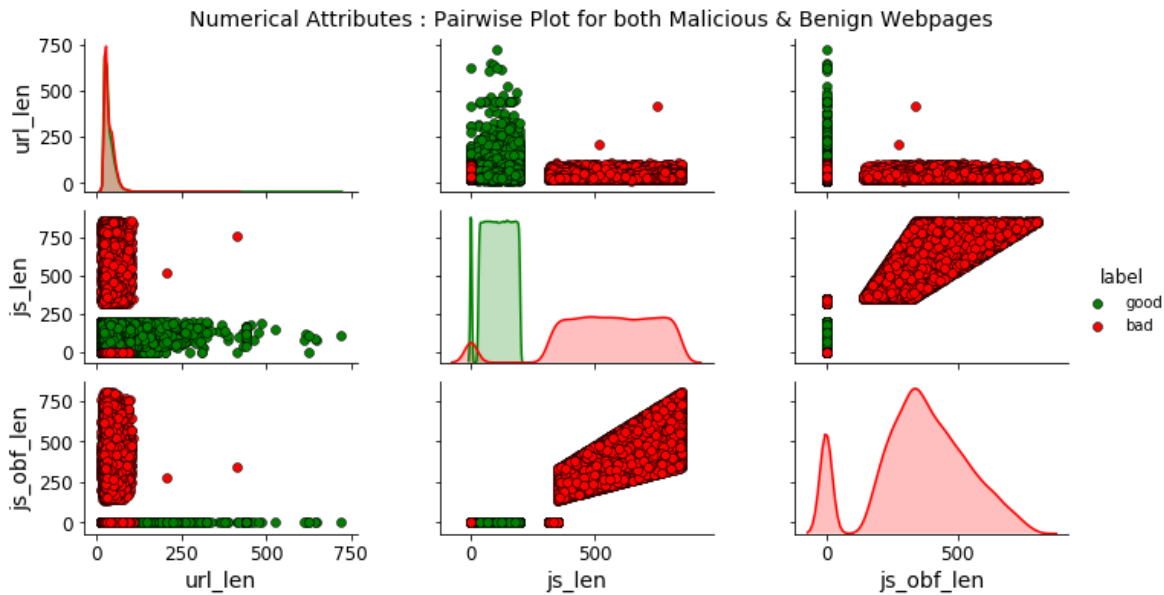 Numerical Attributes : Pairwise Plot for both Malicious & Benign Webpages
750
500
250
0
url_len
750
500
250
0
js_len
label
good
bad
750
500
250
0
js_obf_len
0 250 500 750
0 500
0 500
url_len
js_len
js_obf_len